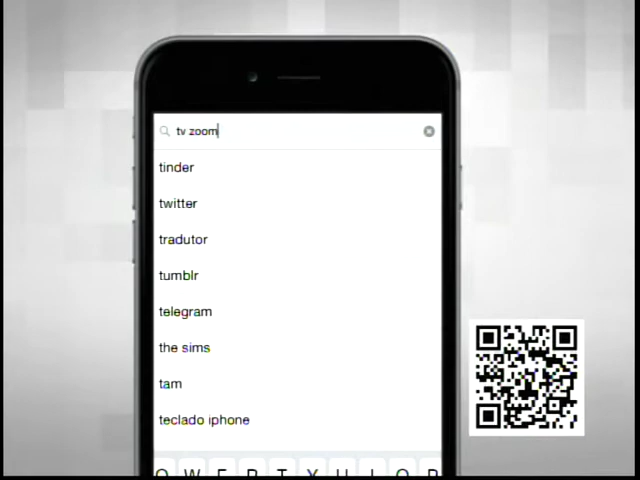 tv zoom
tinder
twitter
tradutor
tumblr
telegram
the sims
tam
teclado iphone
Q W E R T Y U I O P